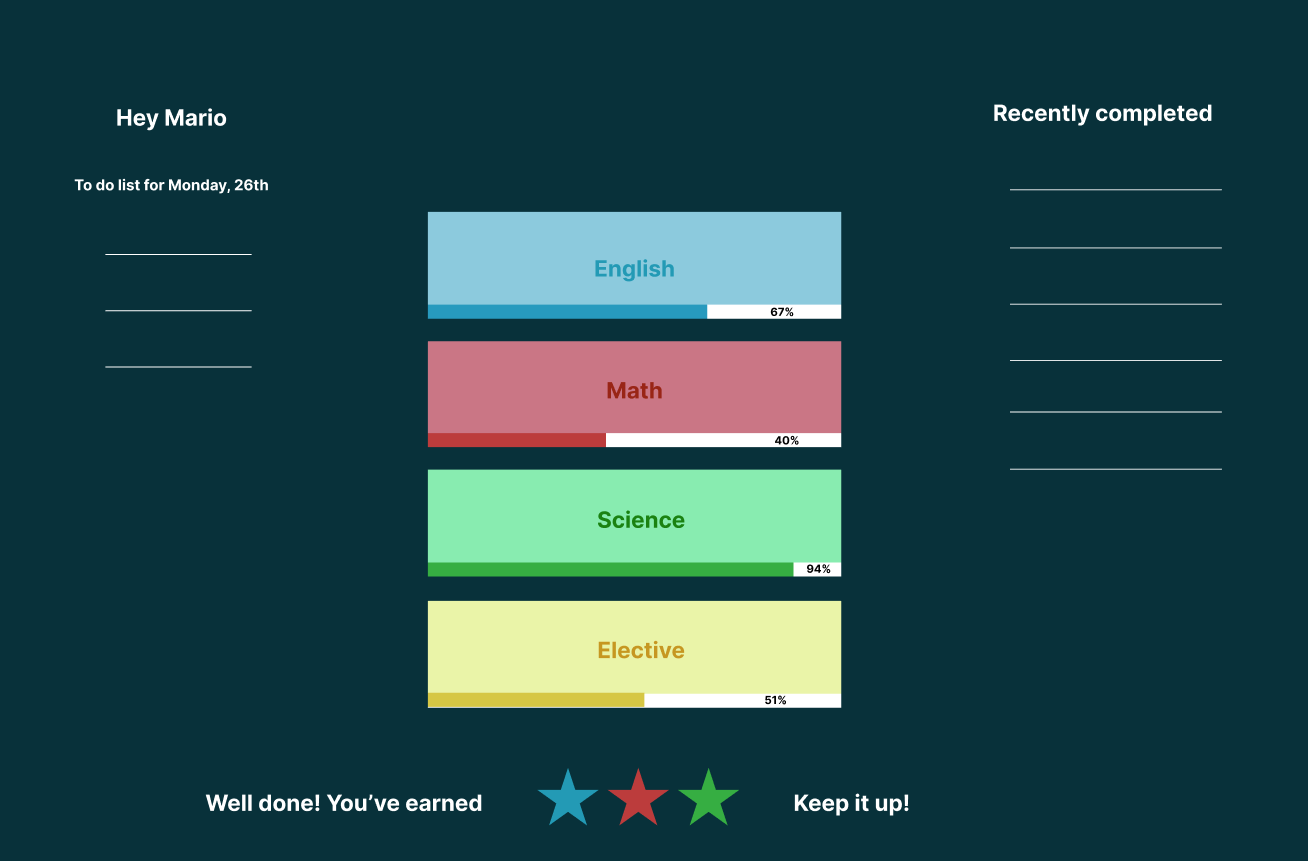 Hey Mario
To do list for Monday, 26th
Recently completed
English
67%
Math
40%
Science
94%
Elective
51%
Well done! You’ve earned
Keep it up!